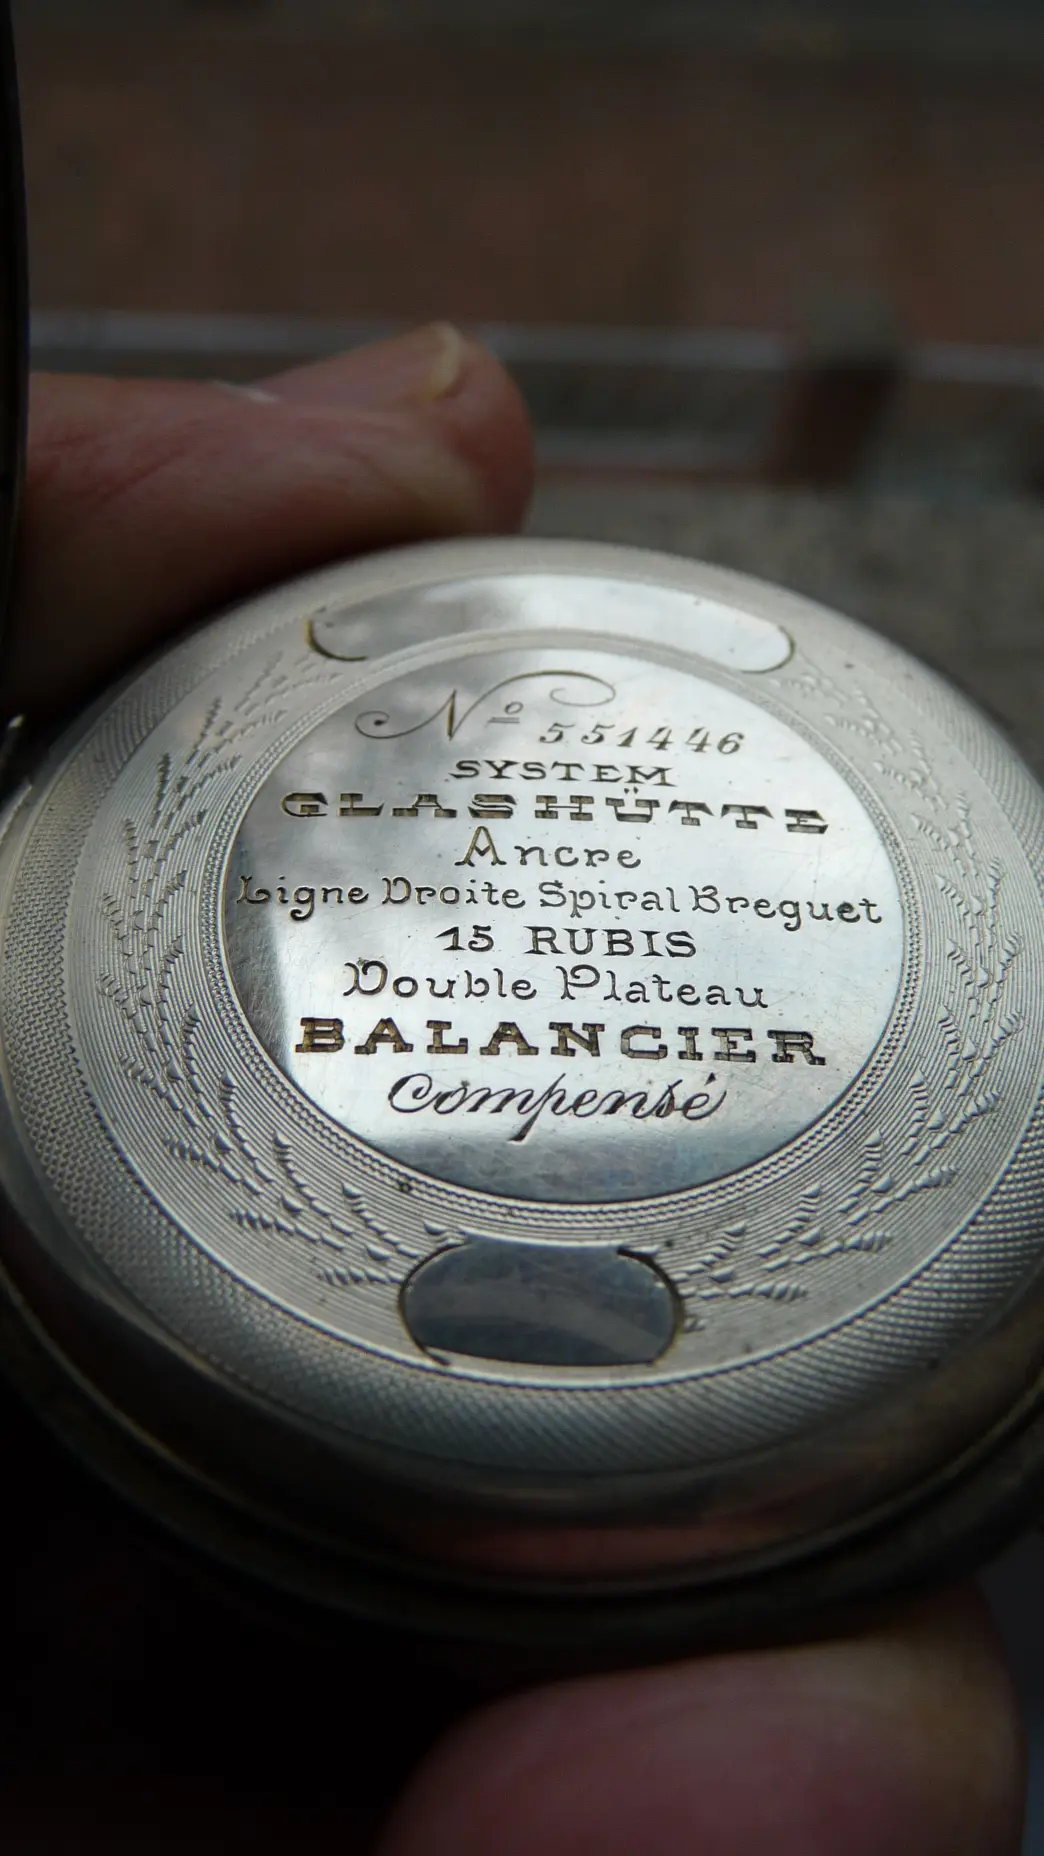 Nº 551446
SYSTEM
GLASHÜTTE
Ancre
Ligne Droite Spiral Breguet
15 RUBIS
Double Plateau
BALANCIER
Compensé